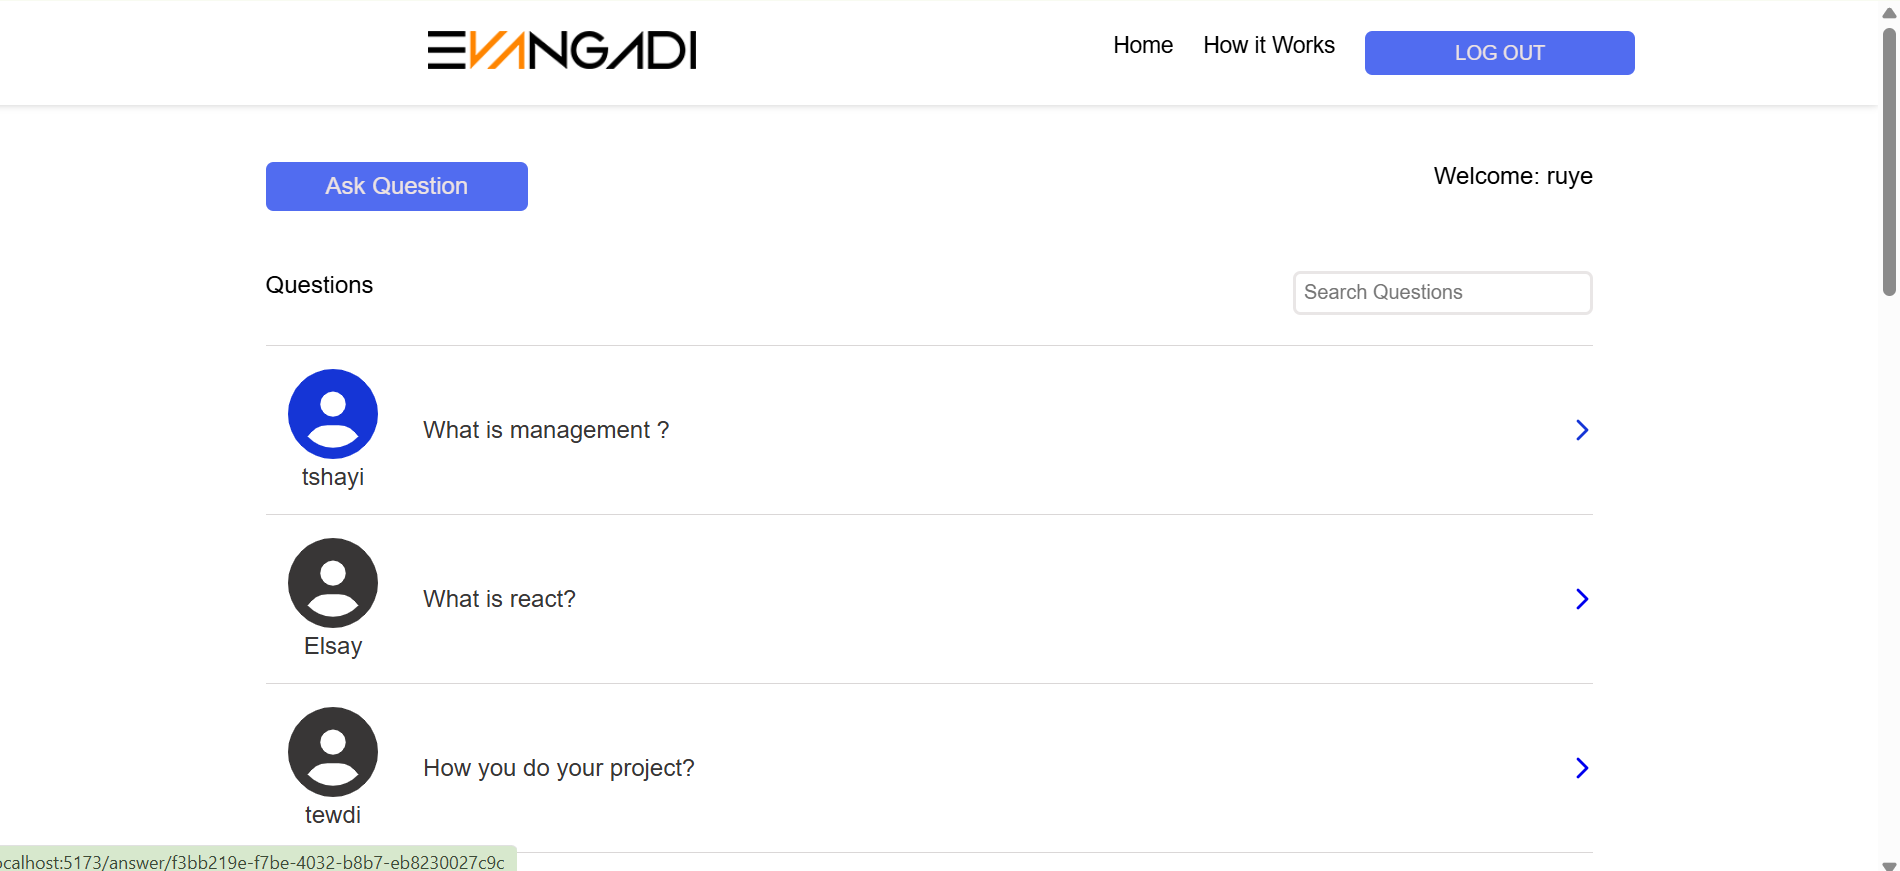 EVANGADI
Home How it Works LOG OUT
Ask Question
Welcome: ruye
Questions
Search Questions
What is management ?
tshayi
What is react?
Elsay
How you do your project?
tewdi
ocalhost:5173/answer/f3bb219e-f7be-4032-b8b7-eb8230027c9c